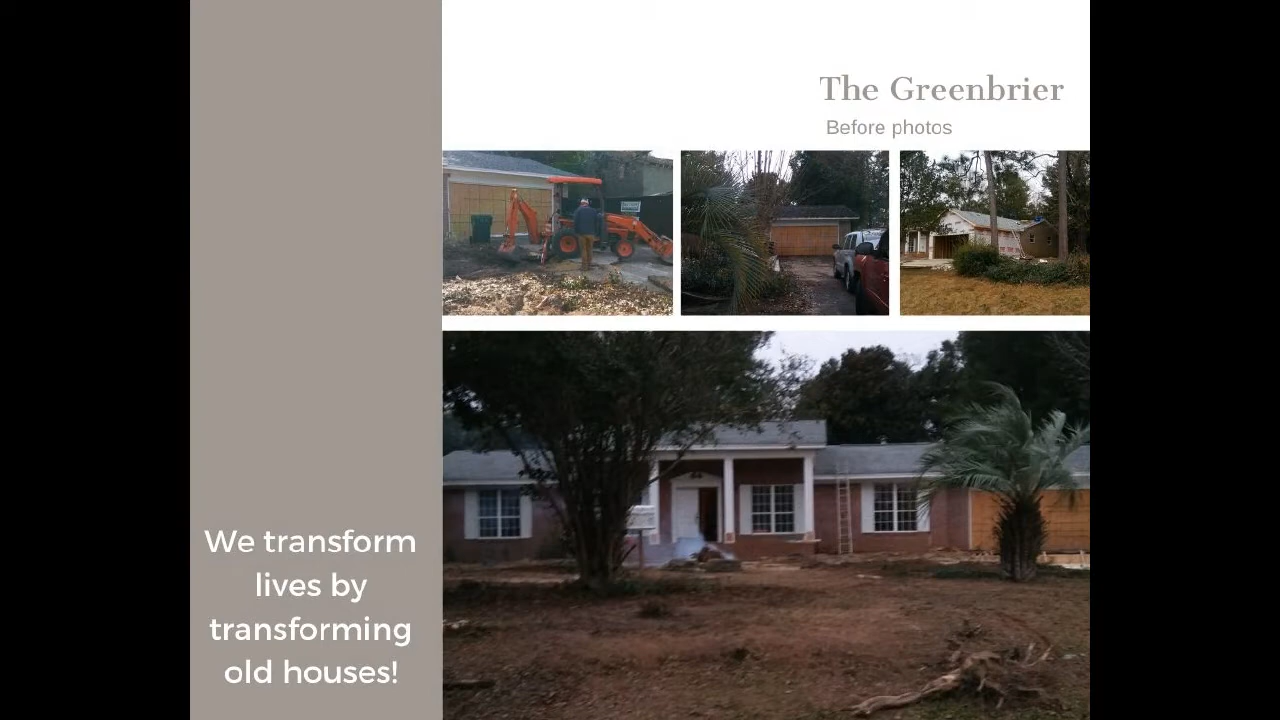 The Greenbrier
Before photos
We transform
lives by
transforming
old houses!